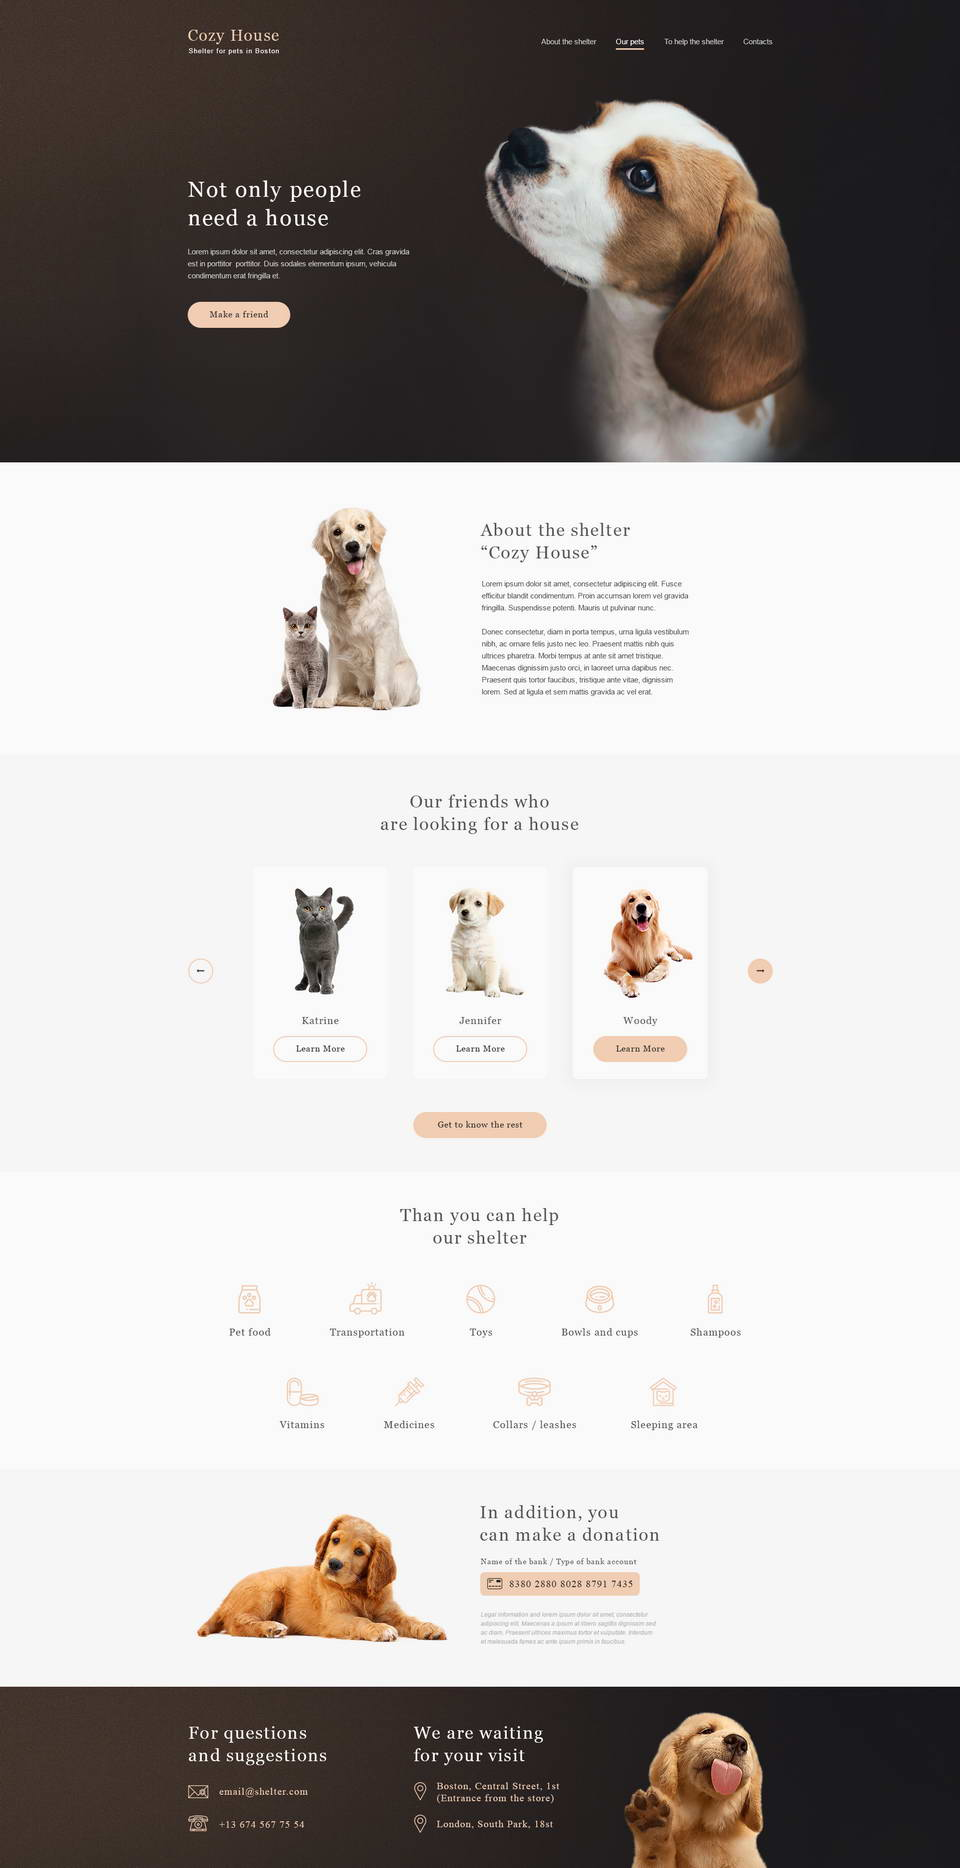 Cozy House
Shelter for pets in Boston
About the shelter
Our pets
To help the shelter
Contacts
Not only people
need a house
Lorem ipsum dolor sit amet, consectetur adipiscing elit. Cras gravida
est in porttitor porttitor. Duis sodales elementum ipsum, vehicula
condimentum erat fringilla et.
Make a friend
About the shelter
“Cozy House”
Lorem ipsum dolor sit amet, consectetur adipiscing elit. Fusce
efficitur blandit condimentum. Proin accumsan lorem vel gravida
fringilla. Suspendisse potenti. Mauris ut pulvinar nunc.
Donec consectetur, diam in porta tempus, urna ligula vestibulum
nibh, ac ornare felis justo nec leo. Praesent mattis nibh quis
ultrices pharetra. Morbi tempus at ante sit amet tristique.
Maecenas dignissim justo orci, in laoreet urna dapibus nec.
Praesent quis tortor faucibus, tristique ante vitae, dignissim
lorem. Sed at ligula et sem mattis gravida ac vel erat.
Our friends who
are looking for a house
Katrine
Learn More
Jennifer
Learn More
Woody
Learn More
Get to know the rest
Than you can help
our shelter
Pet food
Transportation
Toys
Bowls and cups
Shampoos
Vitamins
Medicines
Collars / leashes
Sleeping area
In addition, you
can make a donation
Name of the bank / Type of bank account
8380 2880 8028 8791 7435
Legal information and lorem ipsum dolor sit amet, consectetur
adipiscing elit. Maecenas a ipsum at libero sagittis dignissim sed
ac diam. Praesent ultrices maximus tortor et vulputate. Interdum
et malesuada fames ac ante ipsum primis in faucibus.
For questions
and suggestions
email@shelter.com
+13 674 567 75 54
We are waiting
for your visit
Boston, Central Street, 1st
(Entrance from the store)
London, South Park, 18st